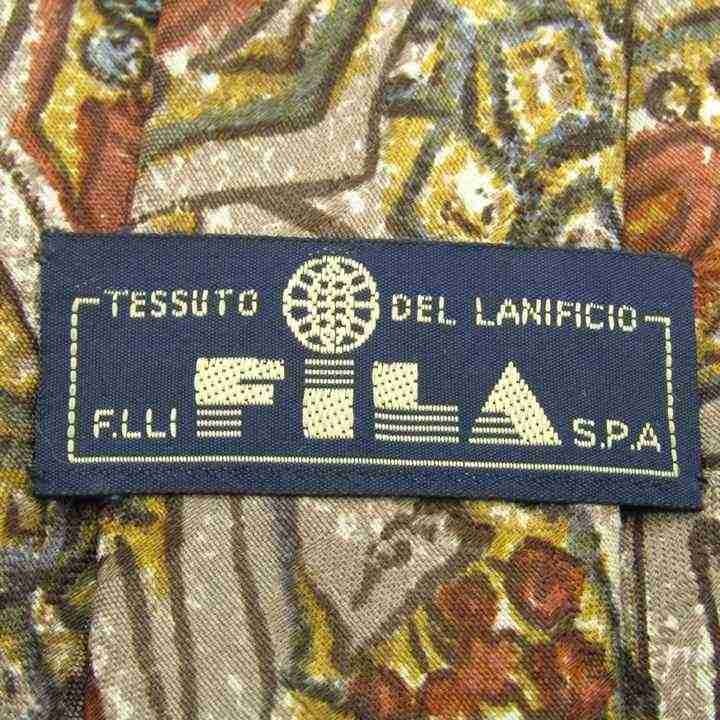 TESSUTO DEL LANIFICIO
F.LLI FiLA S.P.A